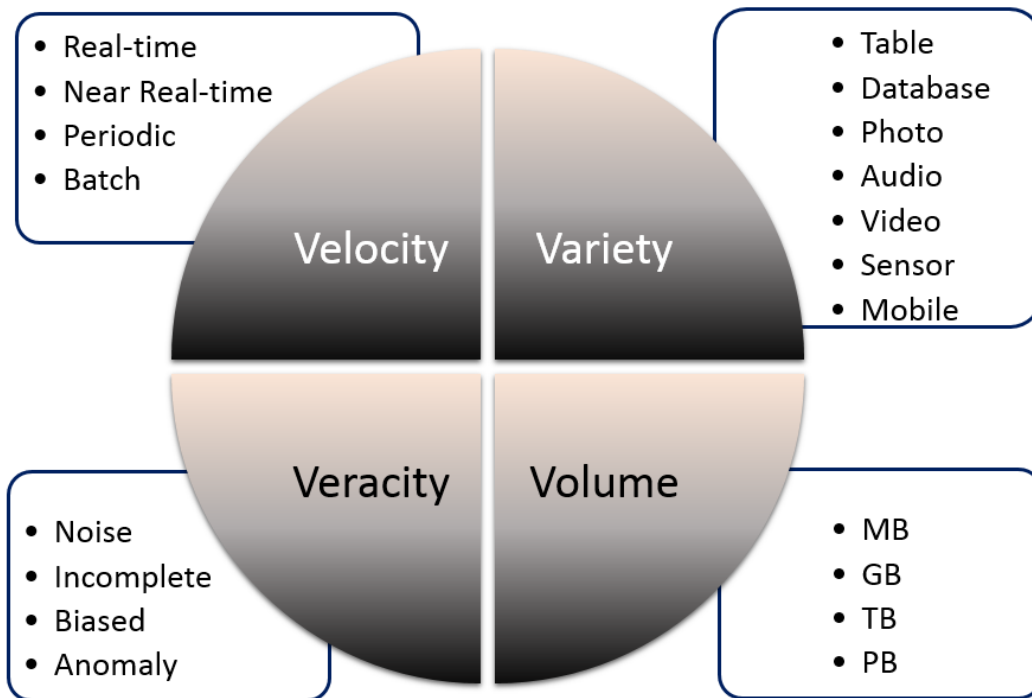 • Real-time
• Near Real-time
• Periodic
• Batch
Velocity
• Table
• Database
• Photo
• Audio
• Video
• Sensor
• Mobile
Variety
Veracity
• Noise
• Incomplete
• Biased
• Anomaly
Volume
• MB
• GB
• TB
• PB